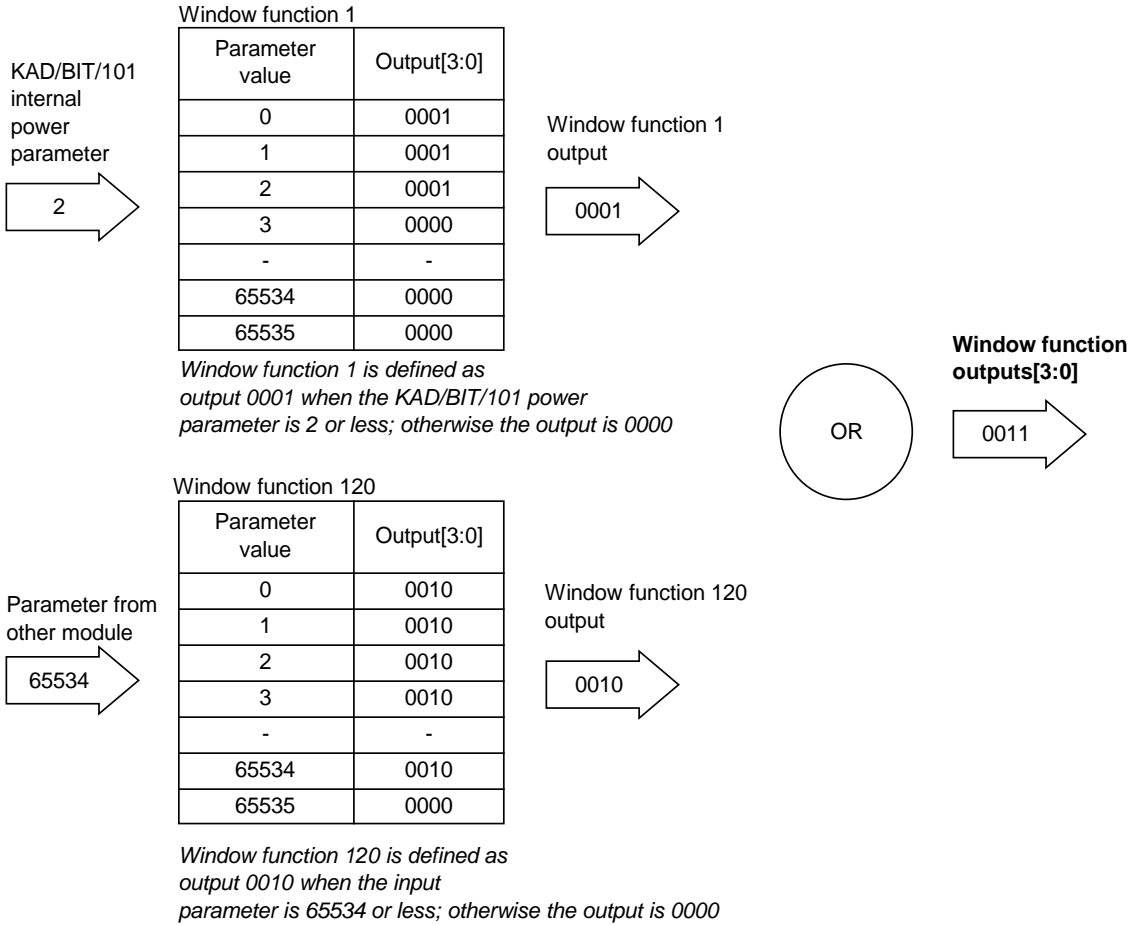 Window function 1
KAD/BIT/101
internal
power
parameter
2
Parameter
value
Output[3:0]
0 0001
1 0001
2 0001
3 0000
- -
65534 0000
65535 0000
Window function 1
output
0001
Window function 1 is defined as
output 0001 when the KAD/BIT/101 power
parameter is 2 or less; otherwise the output is 0000
OR
Window function
outputs[3:0]
0011
Window function 120
Parameter from
other module
65534
Parameter
value
Output[3:0]
0 0010
1 0010
2 0010
3 0010
- -
65534 0010
65535 0000
Window function 120
output
0010
Window function 120 is defined as
output 0010 when the input
parameter is 65534 or less; otherwise the output is 0000